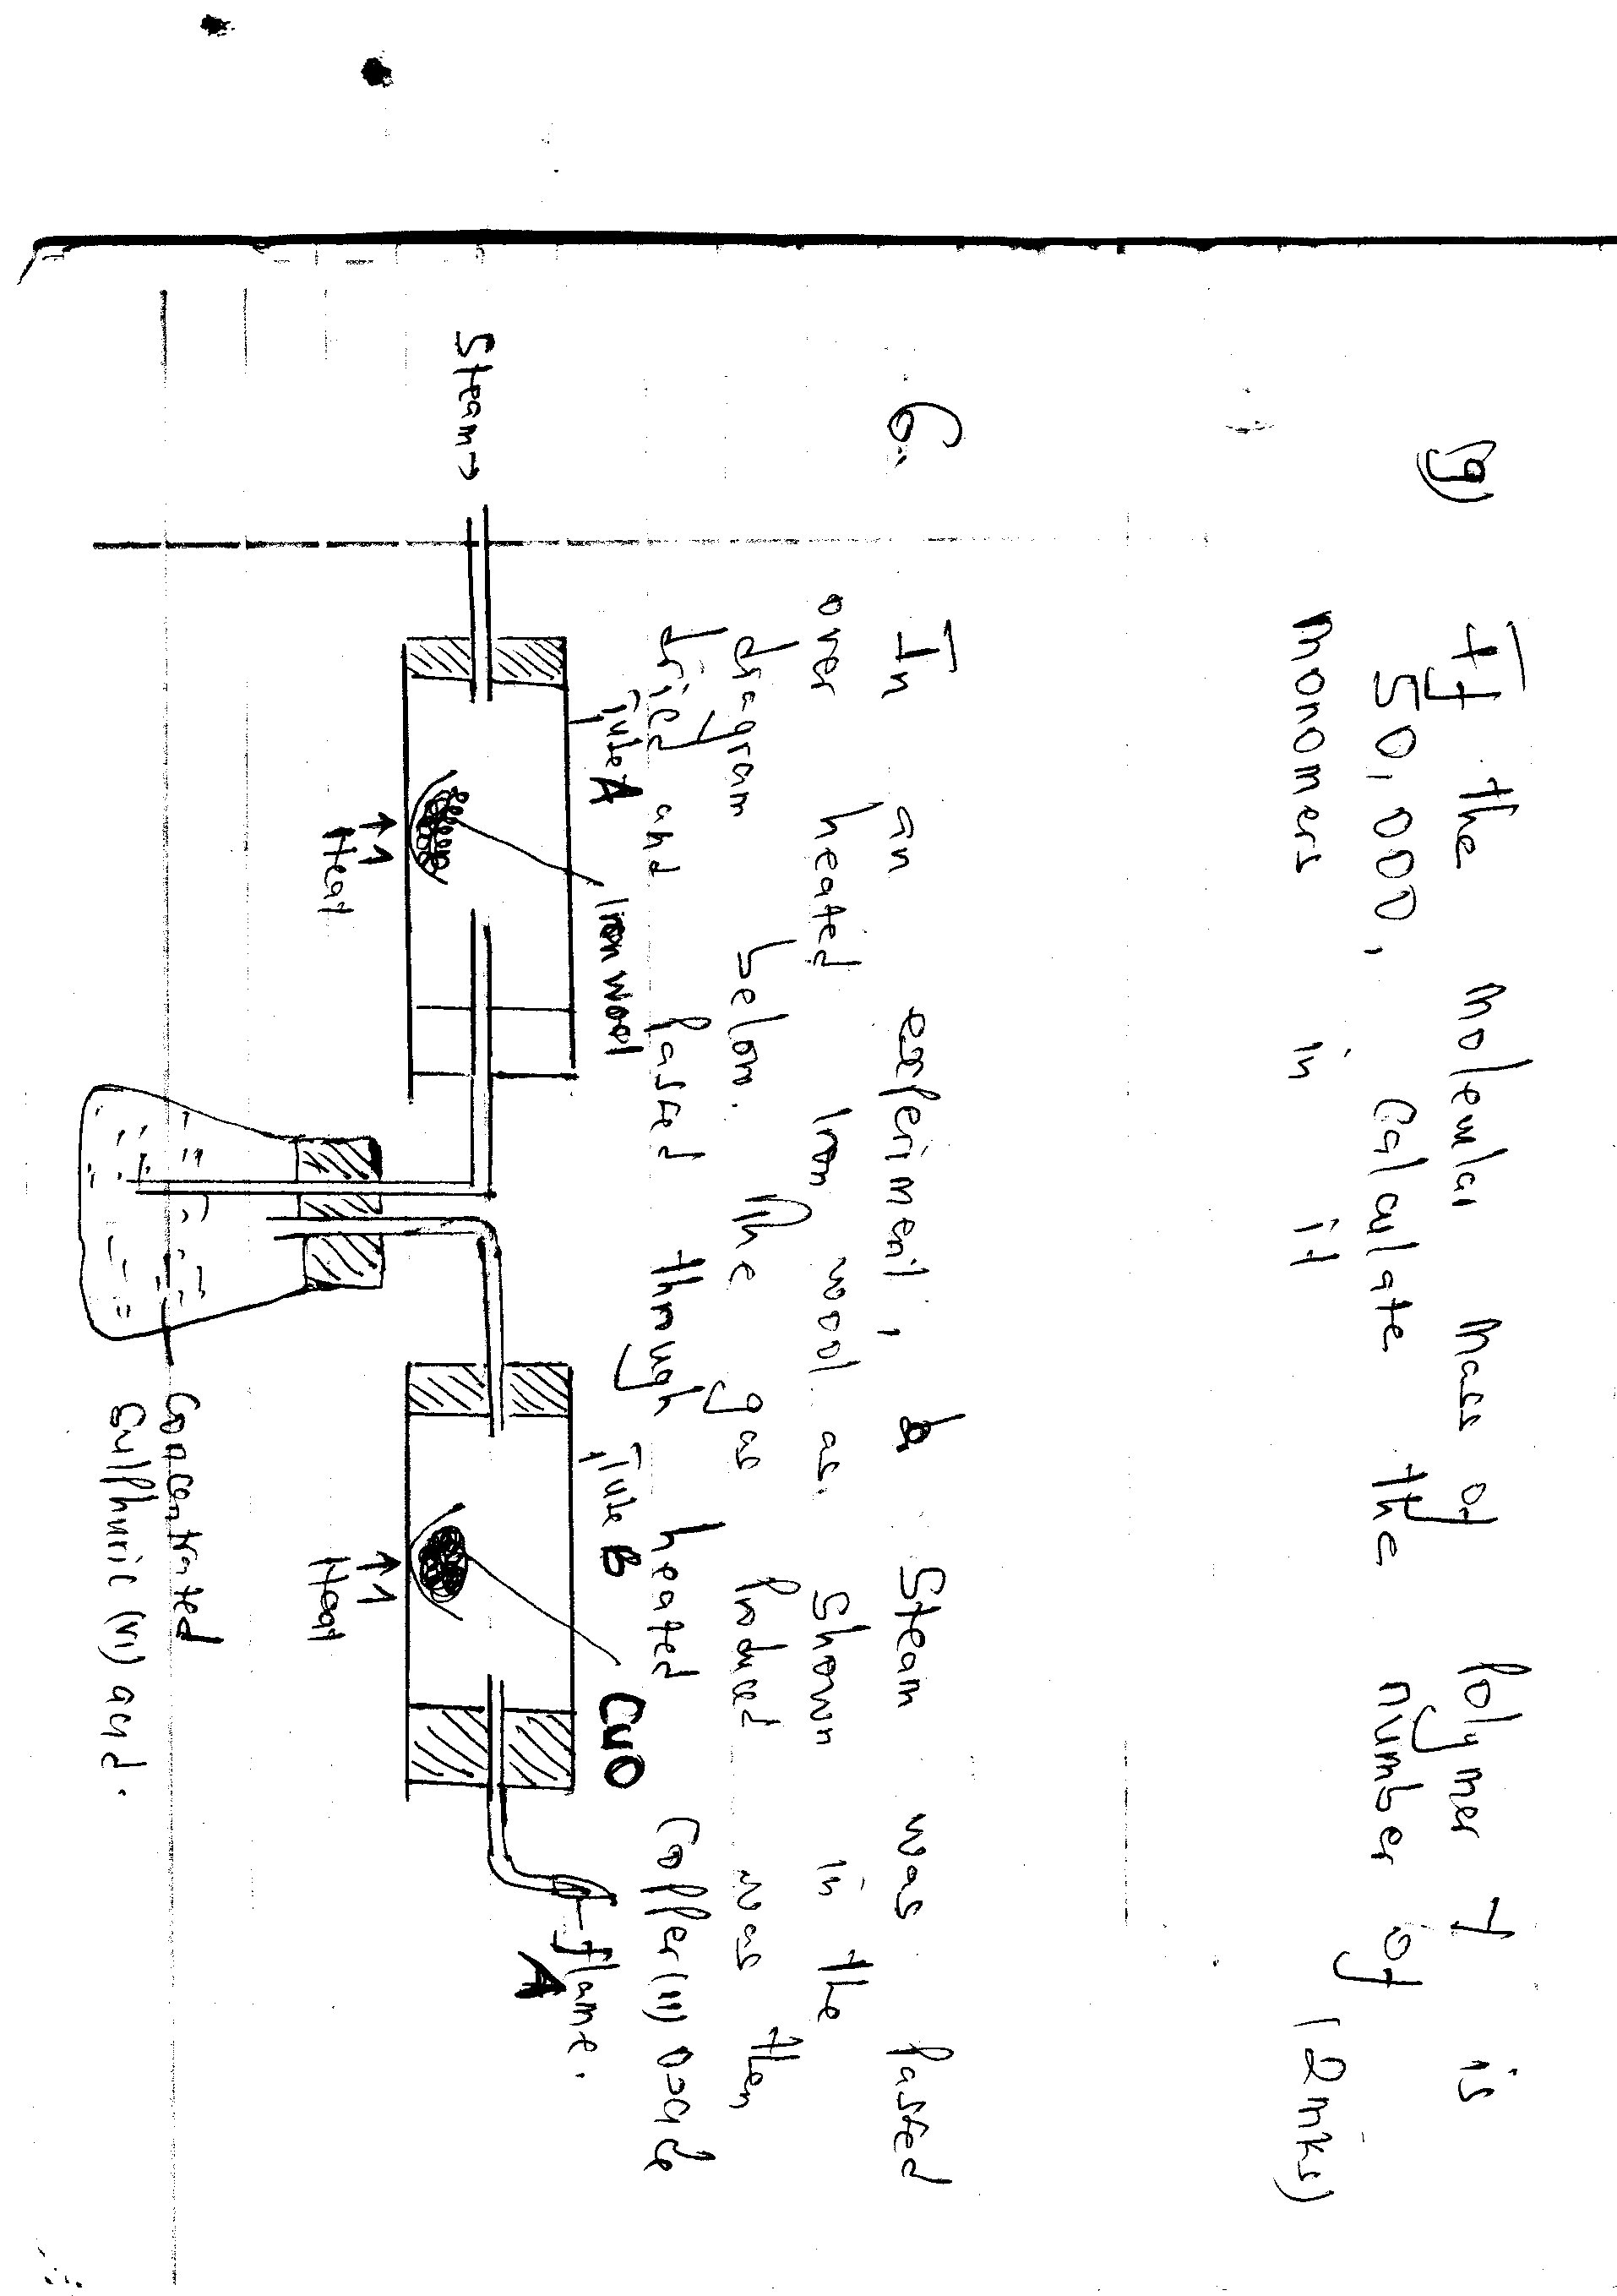 g) If the molecular mass of polymer Y is
50,000, Calculate the number of
monomers in it (2mks)
6. In an experiment, steam was passed
over heated Iron wool as shown in the
diagram below. The gas produced was then
dried and passed through heated Copper(II) oxide
Tube A
Iron wool
Tube B
CuO
flame.
A
Steam →
Heat
Heat
Concentrated
Sulphuric (VI) acid.